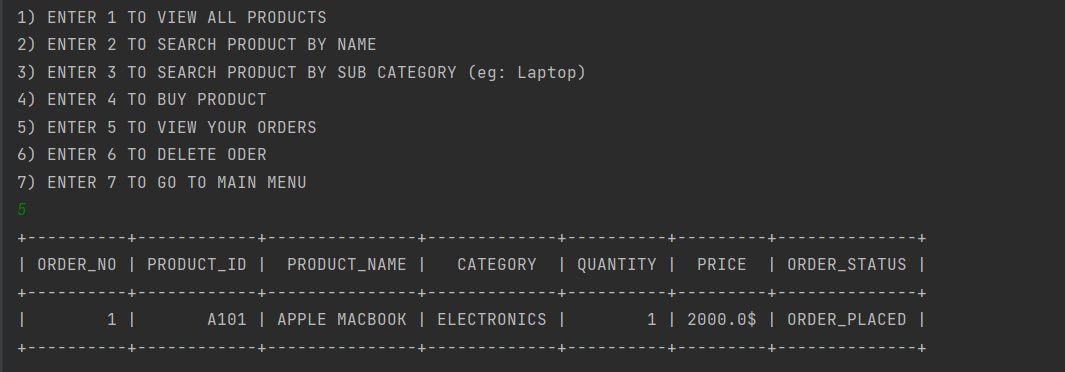 1) ENTER 1 TO VIEW ALL PRODUCTS
2) ENTER 2 TO SEARCH PRODUCT BY NAME
3) ENTER 3 TO SEARCH PRODUCT BY SUB CATEGORY (eg: Laptop)
4) ENTER 4 TO BUY PRODUCT
5) ENTER 5 TO VIEW YOUR ORDERS
6) ENTER 6 TO DELETE ODER
7) ENTER 7 TO GO TO MAIN MENU
5
+----------+------------+---------------+-------------+----------+---------+--------------+
| ORDER_NO | PRODUCT_ID |  PRODUCT_NAME |   CATEGORY  | QUANTITY |  PRICE  | ORDER_STATUS |
+----------+------------+---------------+-------------+----------+---------+--------------+
|        1 |       A101 | APPLE MACBOOK | ELECTRONICS |        1 | 2000.0$ | ORDER_PLACED |
+----------+------------+---------------+-------------+----------+---------+--------------+